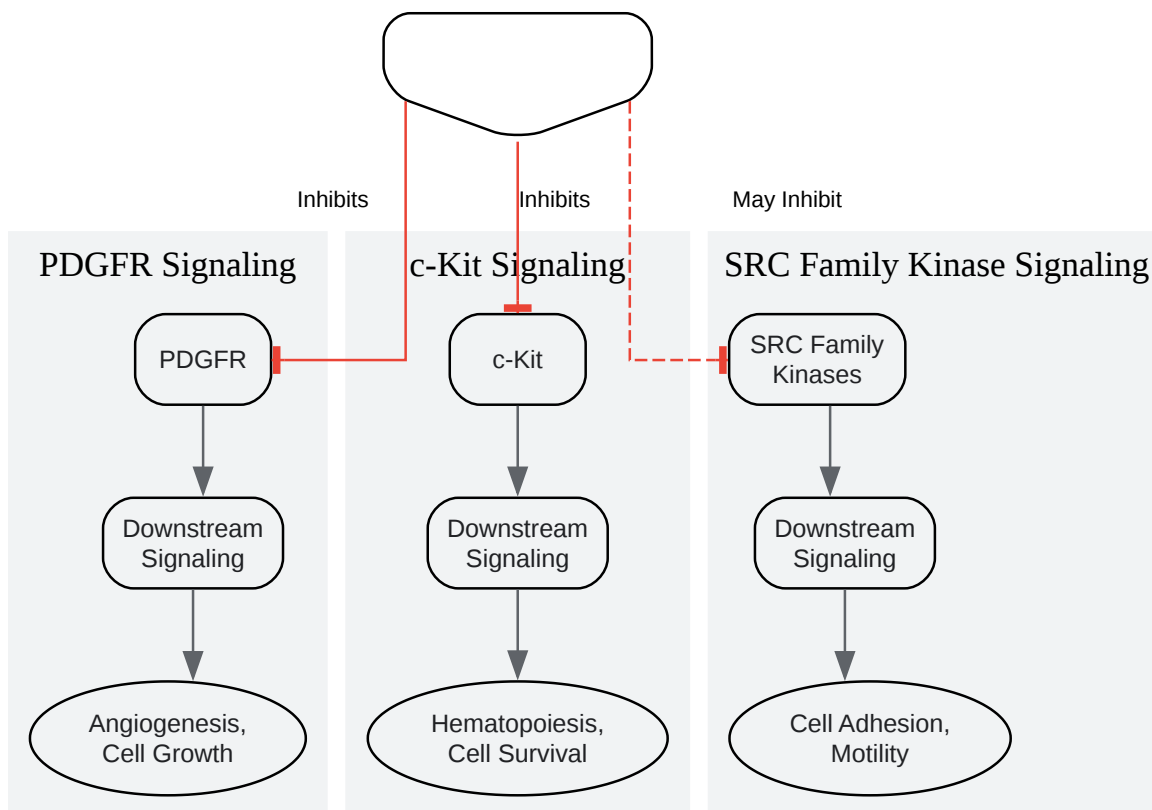 Inhibits
Inhibits
May Inhibit
PDGFR Signaling
c-Kit Signaling
SRC Family Kinase Signaling
PDGFR
c-Kit
SRC Family
Kinases
Downstream
Signaling
Downstream
Signaling
Downstream
Signaling
Angiogenesis,
Cell Growth
Hematopoiesis,
Cell Survival
Cell Adhesion,
Motility